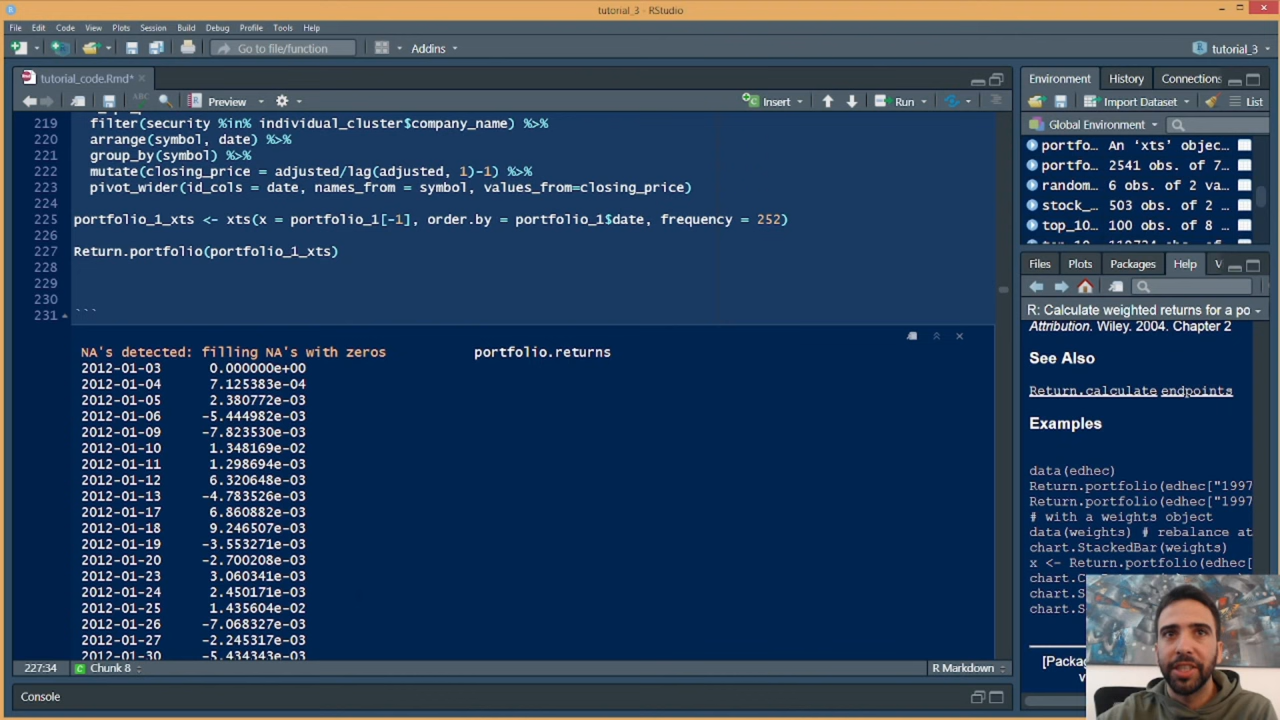 tutorial_3 - RStudio
File Edit Code View Plots Session Build Debug Profile Tools Help
Go to file/function Addins tutorial_3
tutorial_code.Rmd*
ABC Preview Insert Run
219 filter(security %in% individual_cluster$company_name) %>%
220 arrange(symbol, date) %>%
221 group_by(symbol) %>%
222 mutate(closing_price = adjusted/lag(adjusted, 1)-1) %>%
223 pivot_wider(id_cols = date, names_from = symbol, values_from=closing_price)
225 portfolio_1_xts <- xts(x = portfolio_1[-1], order.by = portfolio_1$date, frequency = 252)
226
227 Return.portfolio(portfolio_1_xts)
228
229
230
231 ```
NA's detected: filling NA's with zeros portfolio.returns
2012-01-03 0.000000e+00
2012-01-04 7.125383e-04
2012-01-05 2.380772e-03
2012-01-06 -5.444982e-03
2012-01-09 -7.823530e-03
2012-01-10 1.348169e-02
2012-01-11 1.298694e-03
2012-01-12 6.320648e-03
2012-01-13 -4.783526e-03
2012-01-17 6.860882e-03
2012-01-18 9.246507e-03
2012-01-19 -3.553271e-03
2012-01-20 -2.700208e-03
2012-01-23 3.060341e-03
2012-01-24 2.450171e-03
2012-01-25 1.435604e-02
2012-01-26 -7.068327e-03
2012-01-27 -2.245317e-03
2012-01-30 -5.434343e-03
227:34 Chunk 8 R Markdown
Console
Environment History Connections
Import Dataset List
Global Environment
portfo... An 'xts' objec...
portfo... 2541 obs. of 7...
random... 6 obs. of 2 va...
stock_... 503 obs. of 2 ...
top_10... 100 obs. of 8 ...
Files Plots Packages Help V
R: Calculate weighted returns for a po
Attribution. Wiley. 2004. Chapter 2
See Also
Return.calculate endpoints
Examples
data(edhec)
Return.portfolio(edhec["1997
Return.portfolio(edhec["1997
# with a weights object
data(weights) # rebalance at
chart.StackedBar(weights)
x <- Return.portfolio(edhec[
chart.C
chart.S
chart.S
[Packag
v